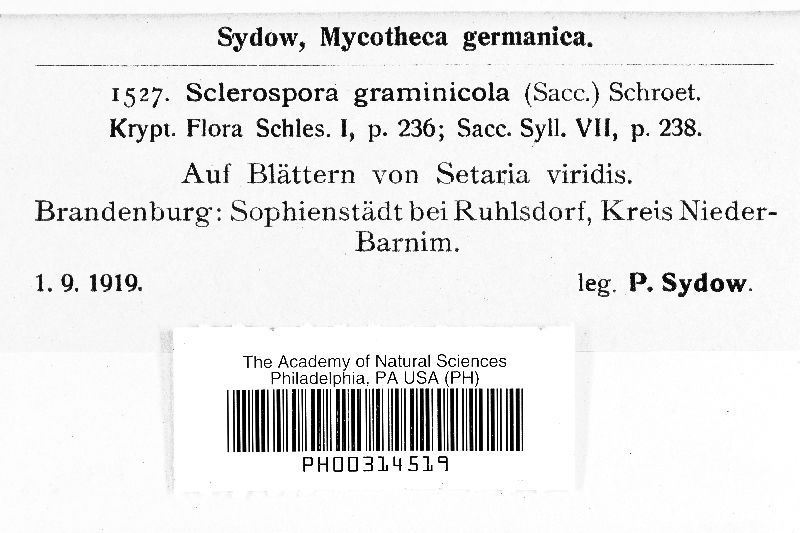 Sydow, Mycotheca germanica.
1527. Sclerospora graminicola (Sacc.) Schroet.
Krypt. Flora Schles. I, p. 236; Sacc. Syll. VII, p. 238.
Auf Blättern von Setaria viridis.
Brandenburg: Sophienstädt bei Ruhlsdorf, Kreis Nieder-
Barnim.
1. 9. 1919. leg. P. Sydow.
The Academy of Natural Sciences
Philadelphia, PA USA (PH)
PH00314519